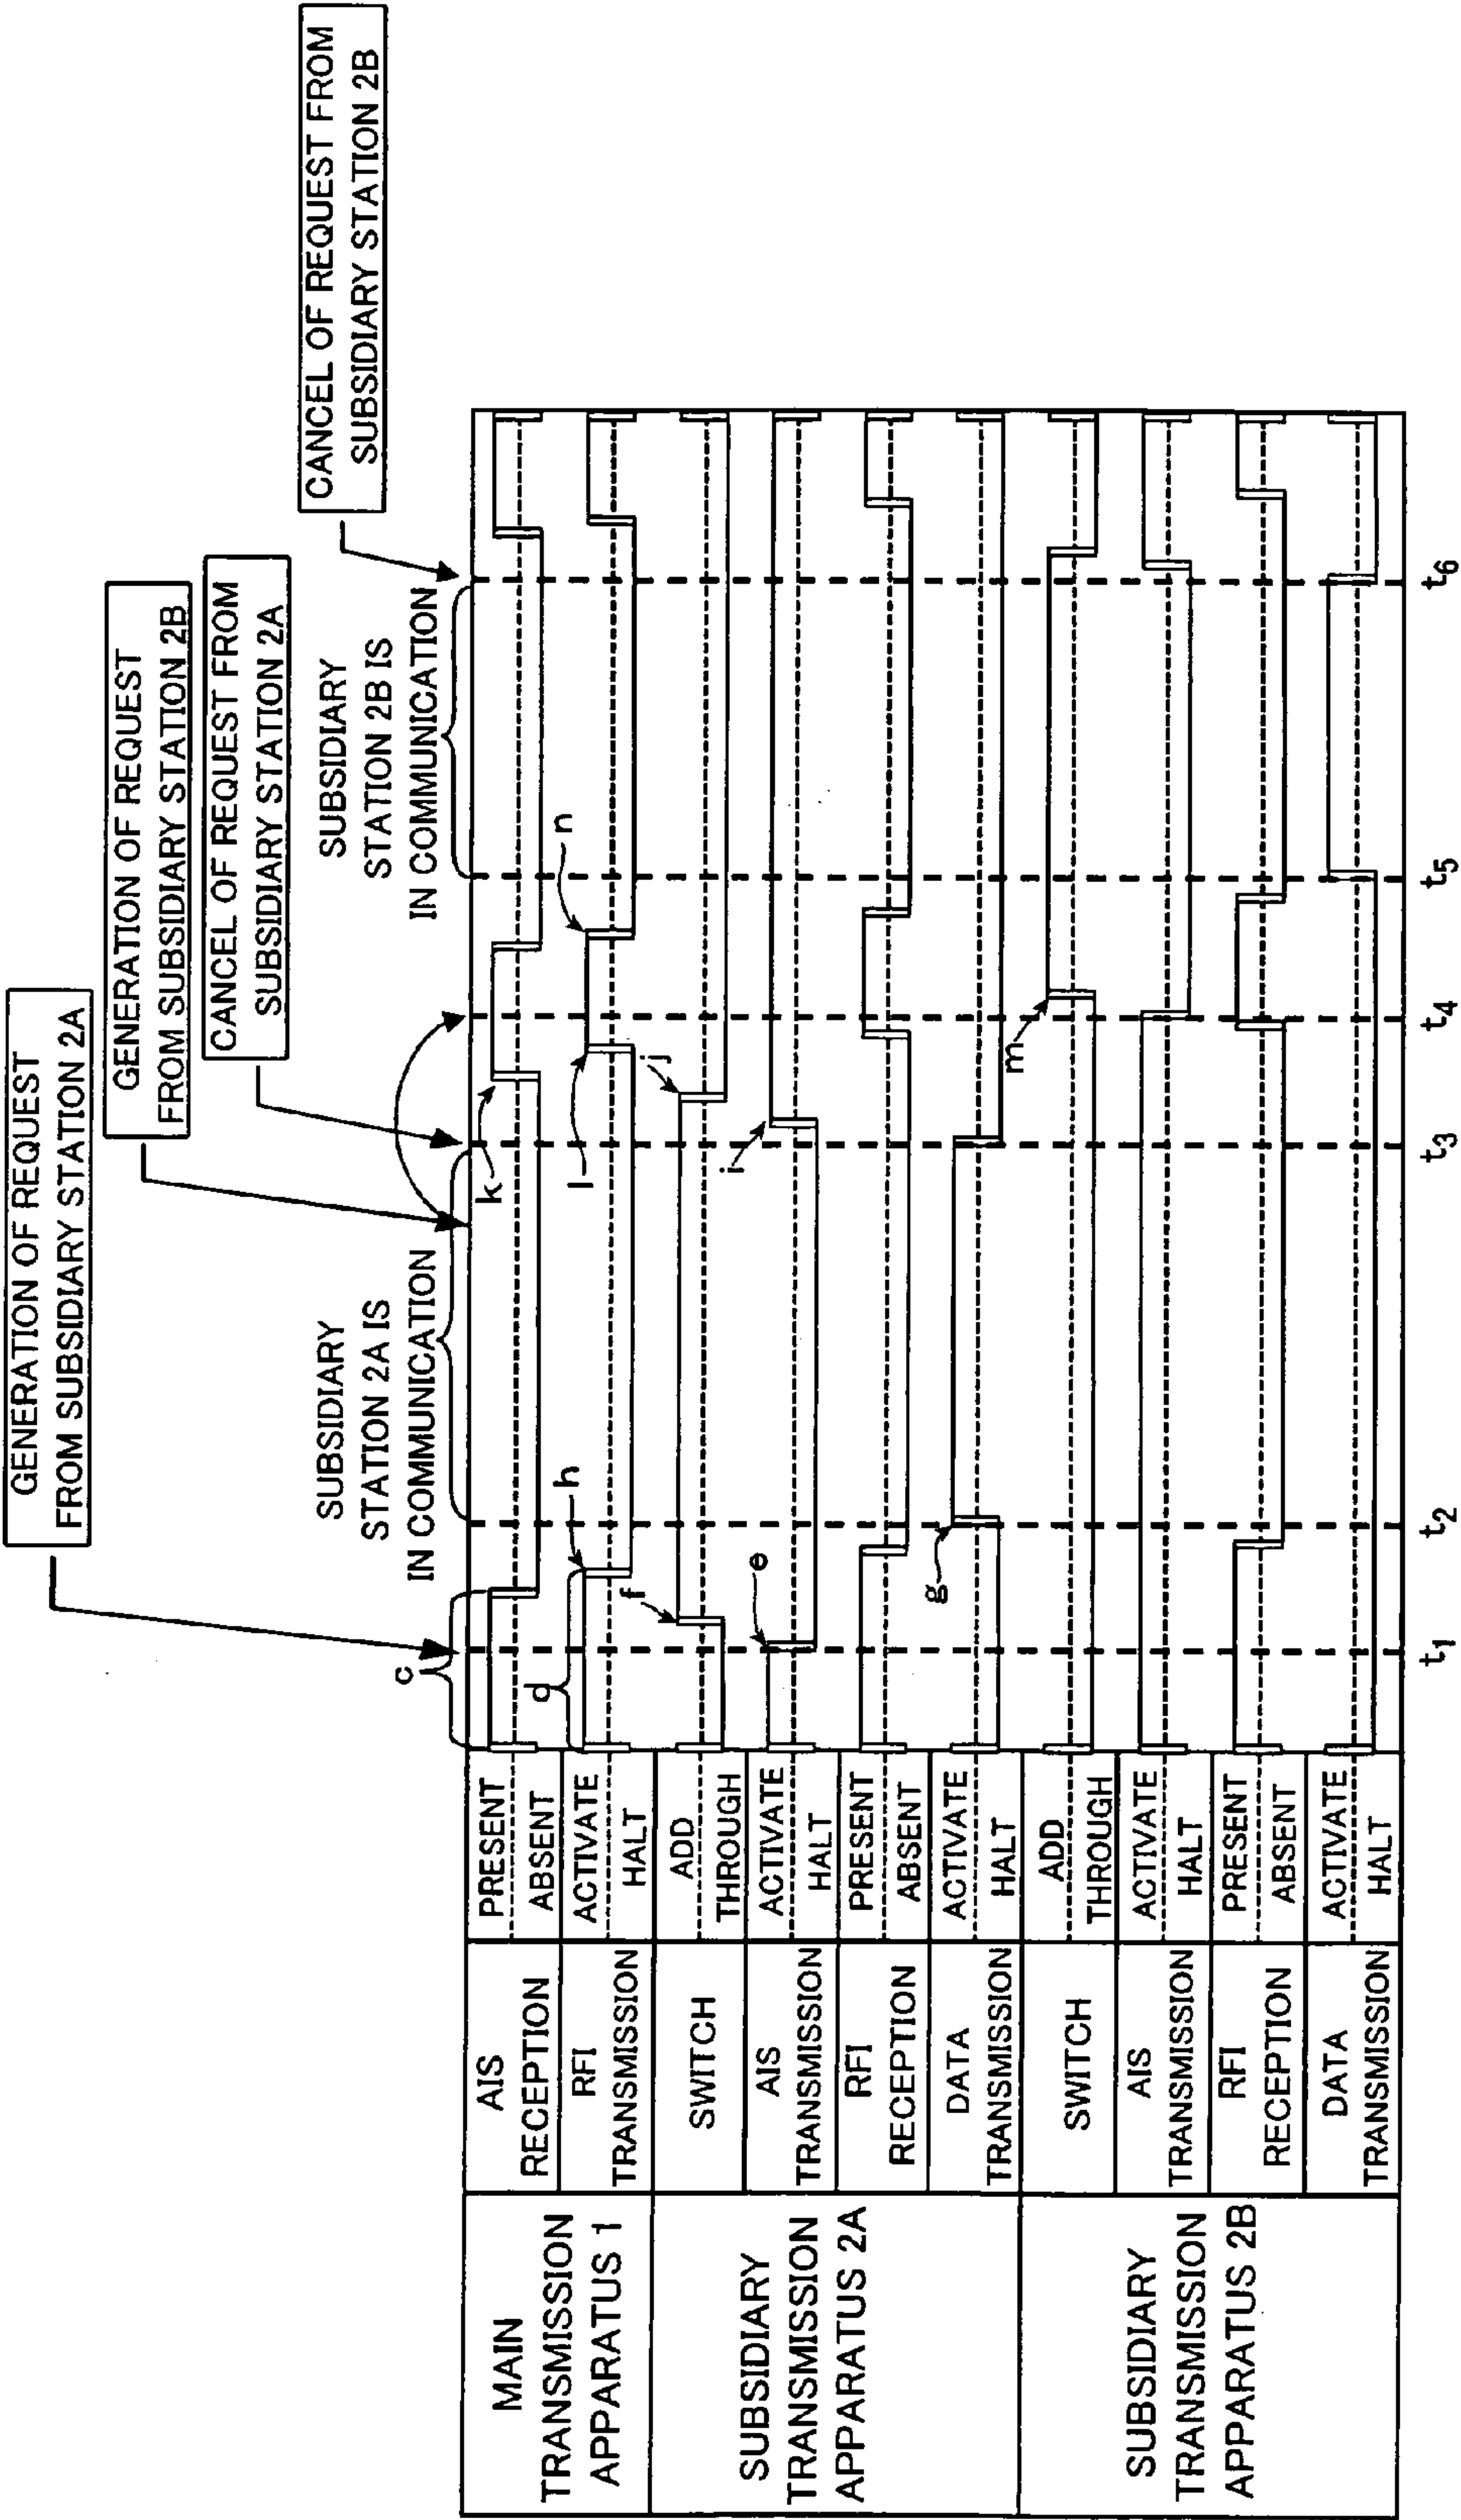 GENERATION OF REQUEST
FROM SUBSIDIARY STATION 2A
GENERATION OF REQUEST
FROM SUBSIDIARY STATION 2B
CANCEL OF REQUEST FROM
SUBSIDIARY STATION 2A
CANCEL OF REQUEST FROM
SUBSIDIARY STATION 2B
SUBSIDIARY
STATION 2A IS
IN COMMUNICATION
SUBSIDIARY
STATION 2B IS
IN COMMUNICATION
MAIN
TRANSMISSION
APPARATUS 1
AIS
RECEPTION
PRESENT
ABSENT
c
k
RFI
TRANSMISSION
ACTIVATE
HALT
d
h
l
n
SUBSIDIARY
TRANSMISSION
APPARATUS 2A
SWITCH
ADD
THROUGH
f
j
AIS
TRANSMISSION
ACTIVATE
HALT
e
i
RFI
RECEPTION
PRESENT
ABSENT
DATA
TRANSMISSION
ACTIVATE
HALT
g
SUBSIDIARY
TRANSMISSION
APPARATUS 2B
SWITCH
ADD
THROUGH
m
AIS
TRANSMISSION
ACTIVATE
HALT
RFI
RECEPTION
PRESENT
ABSENT
DATA
TRANSMISSION
ACTIVATE
HALT
t1 t2 t3 t4 t5 t6